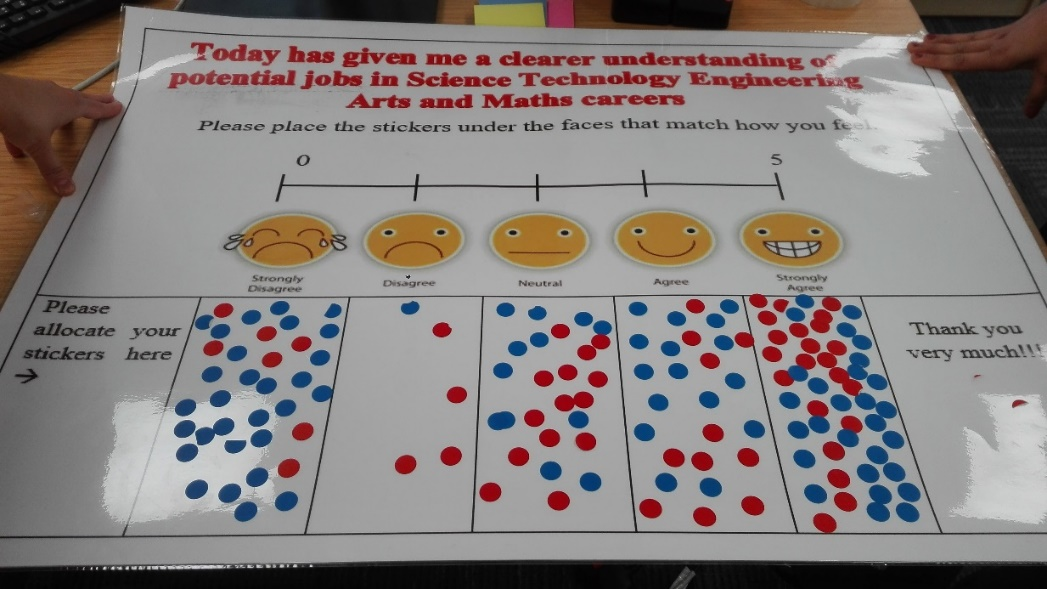 Today has given me a clearer understanding of
potential jobs in Science Technology Engineering
Arts and Maths careers
Please place the stickers under the faces that match how you feel.
0 5
Strongly Disagree
Disagree
Neutral
Agree
Strongly Agree
Please
allocate your
stickers here
→
Thank you
very much!!!